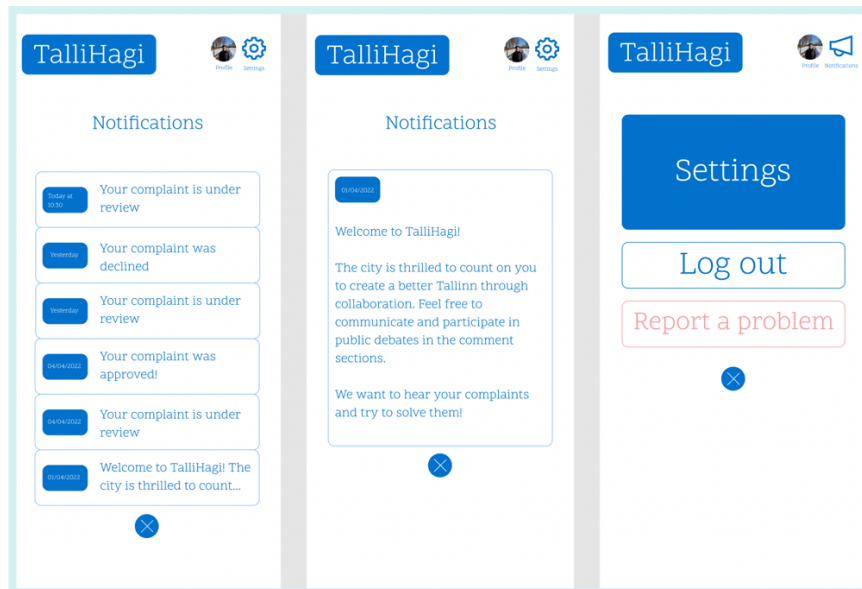 TalliHagi
Profile
Settings
Notifications
Today at
10:30
Your complaint is under
review
Yesterday
Your complaint was
declined
Yesterday
Your complaint is under
review
04/04/2022
Your complaint was
approved!
04/04/2022
Your complaint is under
review
01/04/2022
Welcome to TalliHagi! The
city is thrilled to count...
TalliHagi
Profile
Settings
Notifications
01/04/2022
Welcome to TalliHagi!
The city is thrilled to count on you
to create a better Tallinn through
collaboration. Feel free to
communicate and participate in
public debates in the comment
sections.
We want to hear your complaints
and try to solve them!
TalliHagi
Profile
Notifications
Settings
Log out
Report a problem